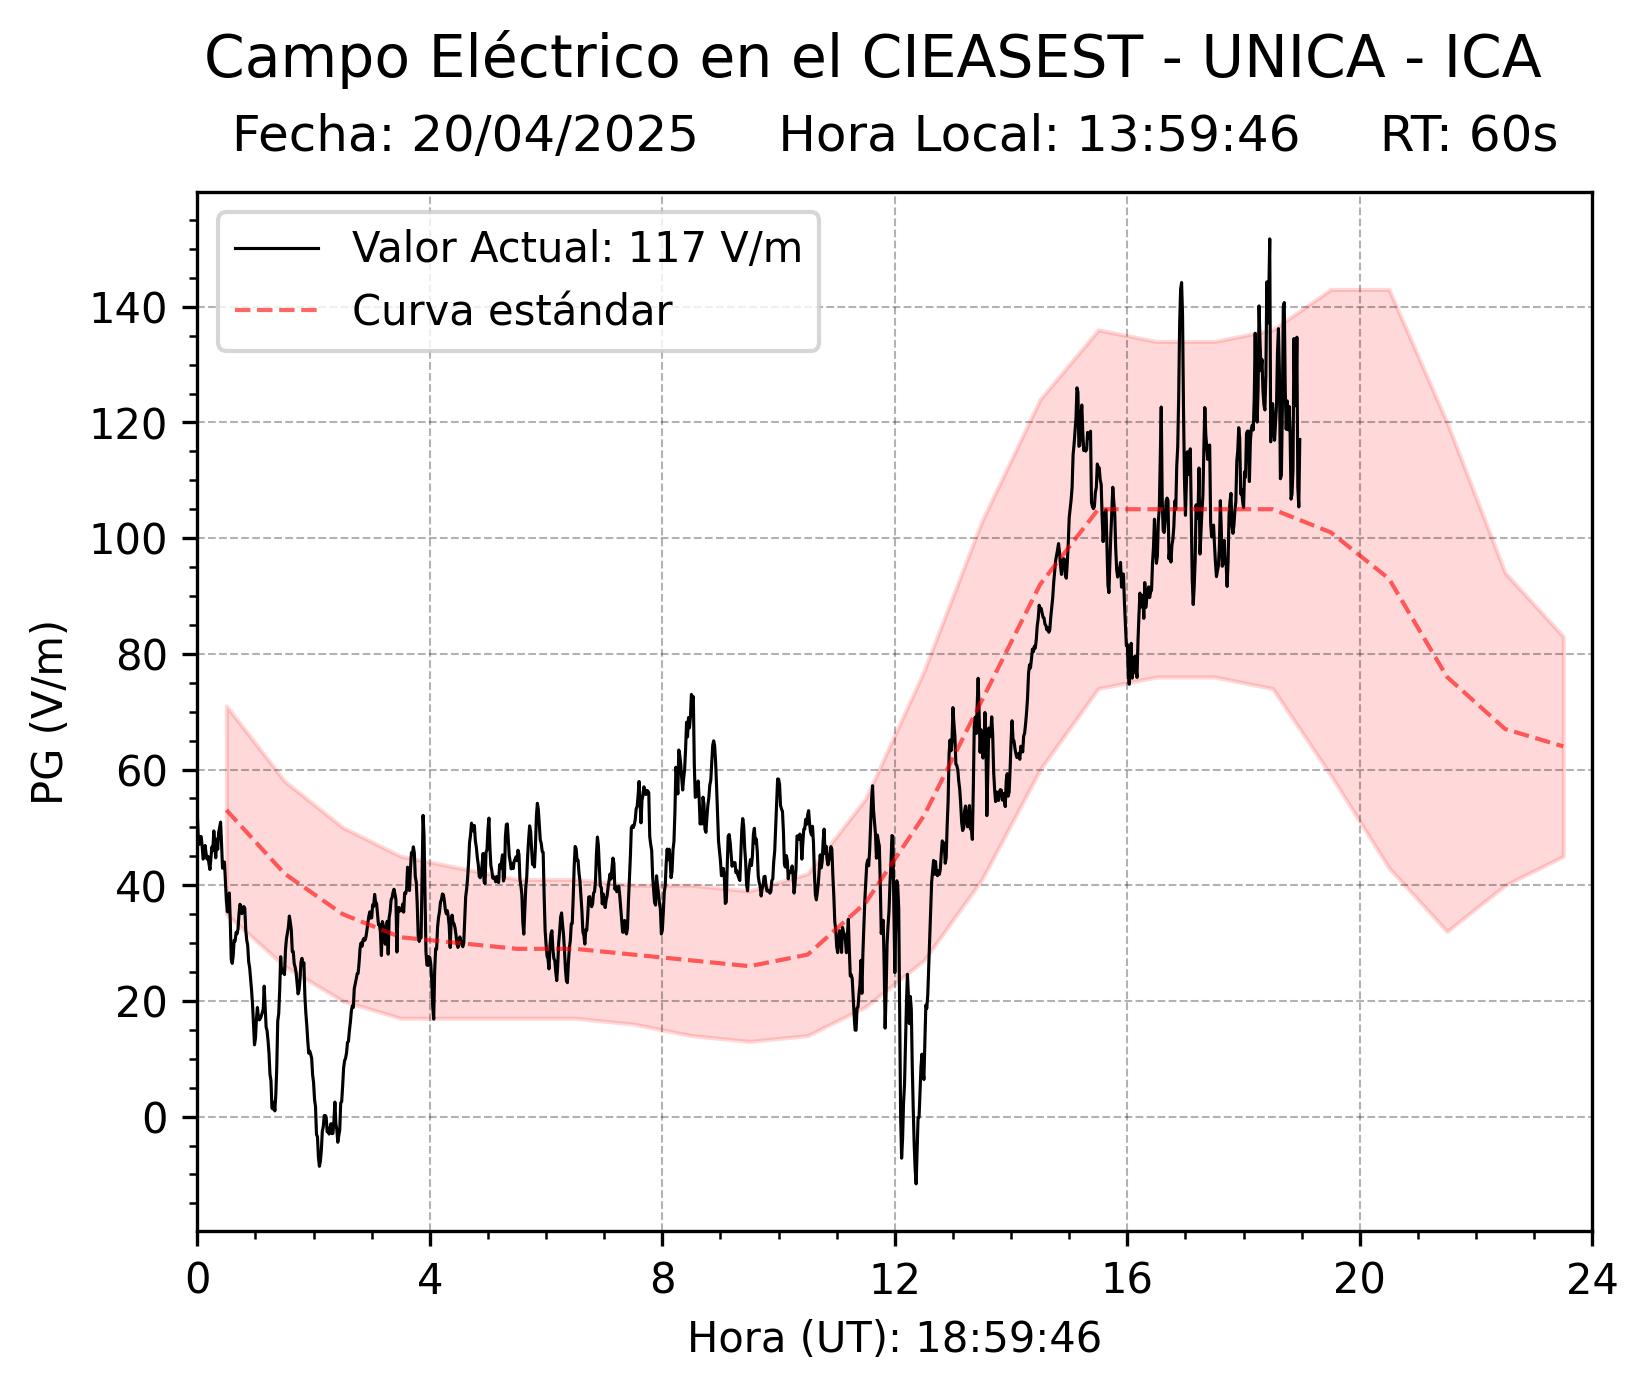 Campo Eléctrico en el CIEASEST - UNICA - ICA
Fecha: 20/04/2025 Hora Local: 13:59:46 RT: 60s
Valor Actual: 117 V/m
Curva estándar
PG (V/m)
140
120
100
80
60
40
20
0
0 4 8 12 16 20 24
Hora (UT): 18:59:46